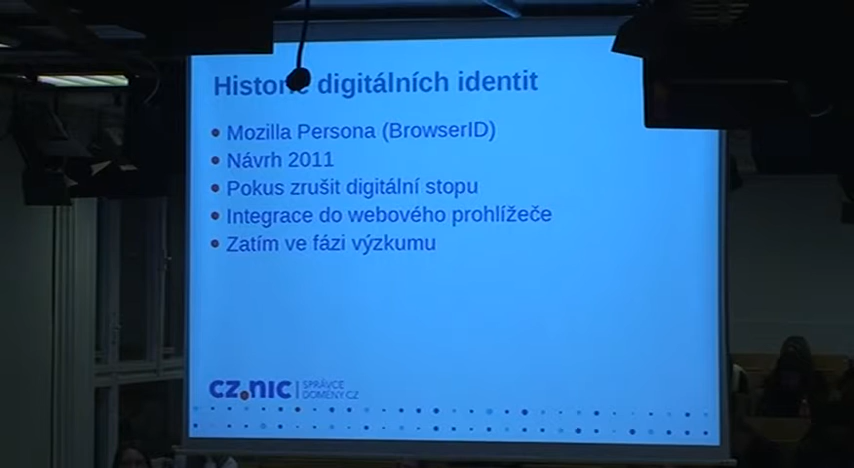 Historie digitálních identit
Mozilla Persona (BrowserID)
Návrh 2011
Pokus zrušit digitální stopu
Integrace do webového prohlížeče
Zatím ve fázi výzkumu
CZ.NIC | SPRÁVCE
DOMÉNY CZ